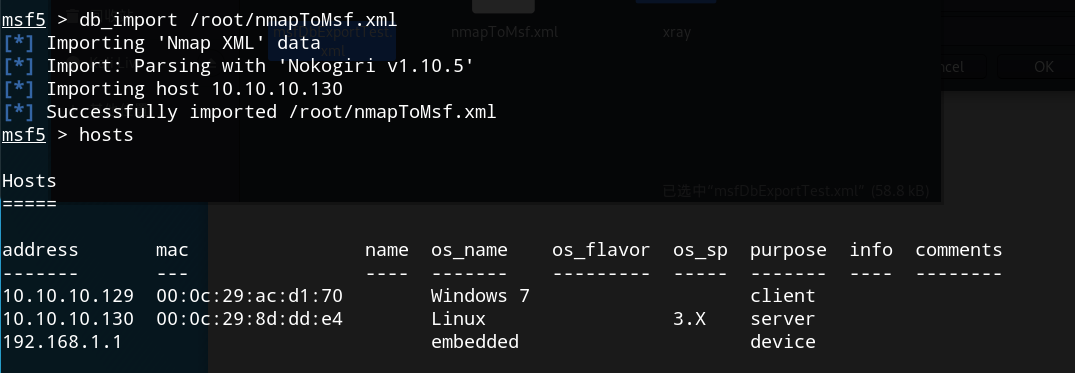 msf5 > db_import /root/nmapToMsf.xml
[*] Importing 'Nmap XML' data
[*] Import: Parsing with 'Nokogiri v1.10.5'
[*] Importing host 10.10.10.130
[*] Successfully imported /root/nmapToMsf.xml
msf5 > hosts
Hosts
=====
address mac name os_name os_flavor os_sp purpose info comments
------- --- ---- ------- --------- ----- ------- ---- --------
10.10.10.129 00:0c:29:ac:d1:70 Windows 7 client
10.10.10.130 00:0c:29:8d:dd:e4 Linux 3.X server
192.168.1.1 embedded device
nmapToMsf.xml
xray
OK
已选中"msfDbExportTest.xml" (58.8 kB)